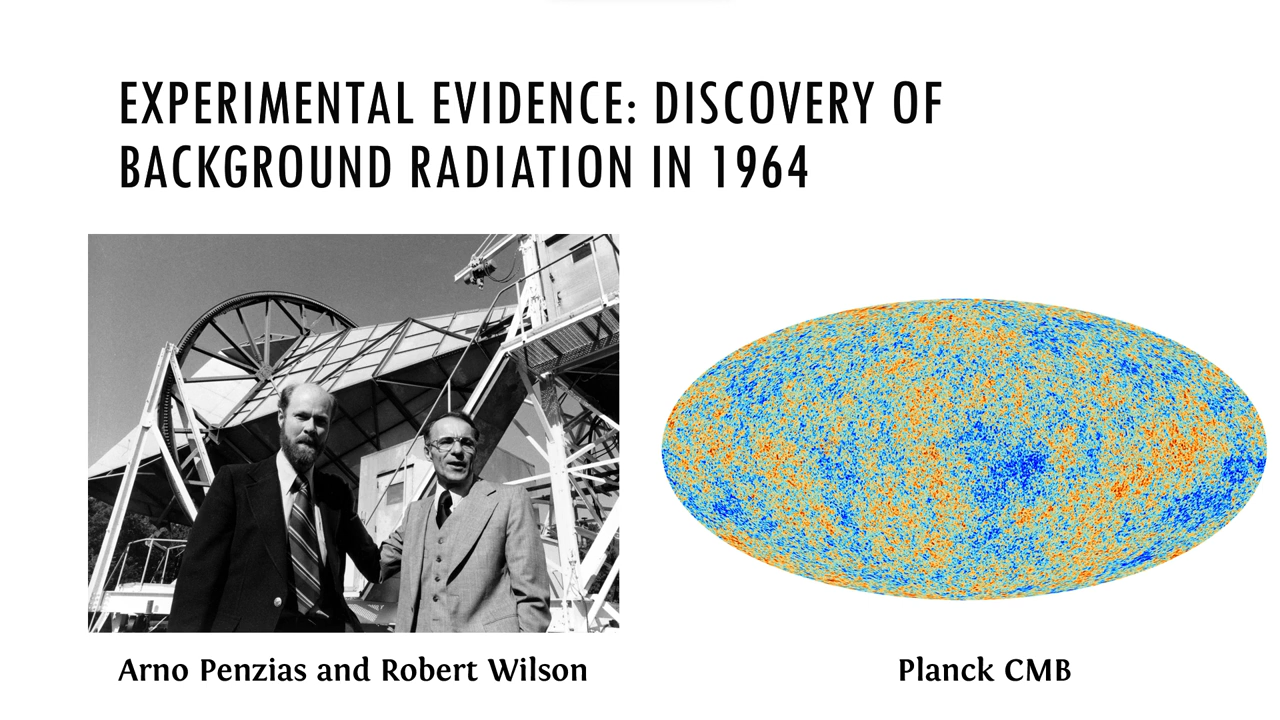 EXPERIMENTAL EVIDENCE: DISCOVERY OF
BACKGROUND RADIATION IN 1964
Arno Penzias and Robert Wilson
Planck CMB